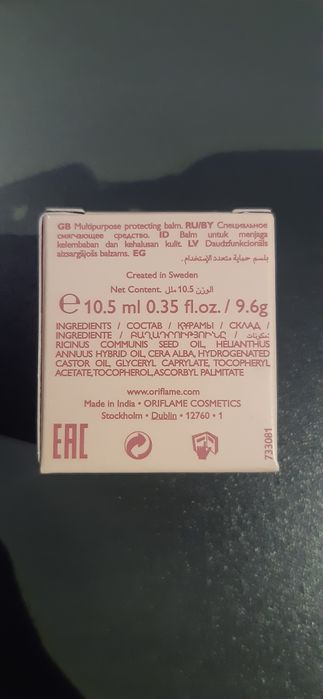 GB Multipurpose protecting balm. RU/BY Специальное
смягчающее средство. ID Balm untuk menjaga
kelembaban dan kehalusan kulit. LV Daudzfunkcionāls
aizsargājošs balzams. EG
بلسم حماية متعدد الإستخدام.
Created in Sweden
Net Content. الوزن 10.5 ملل
℮ 10.5 ml 0.35 fl.oz. / 9.6g
INGREDIENTS / СОСТАВ / ҚҰРАМЫ / СКЛАД /
INGREDIENTE / ԲԱՂԱԴՐՈՒԹՅՈՒՆԸ / مكونات:
RICINUS COMMUNIS SEED OIL, HELIANTHUS
ANNUUS HYBRID OIL, CERA ALBA, HYDROGENATED
CASTOR OIL, GLYCERYL CAPRYLATE, TOCOPHERYL
ACETATE,TOCOPHEROL,ASCORBYL PALMITATE
www.oriflame.com
Made in India • ORIFLAME COSMETICS
Stockholm • Dublin • 12760 • 1
EAC
733081